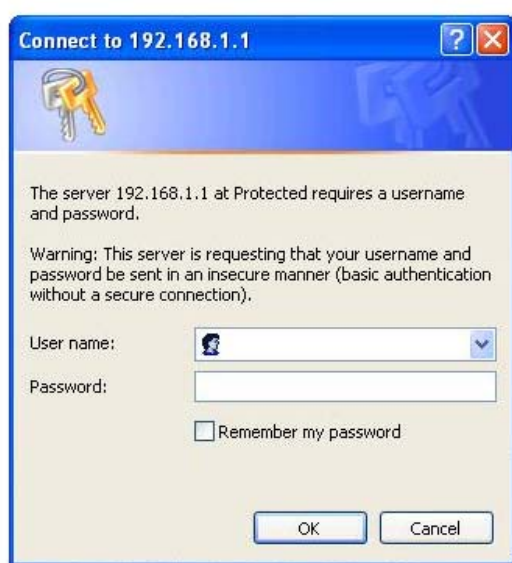 Connect to 192.168.1.1
The server 192.168.1.1 at Protected requires a username
and password.
Warning: This server is requesting that your username and
password be sent in an insecure manner (basic authentication
without a secure connection).
User name:
Password:
Remember my password
OK
Cancel